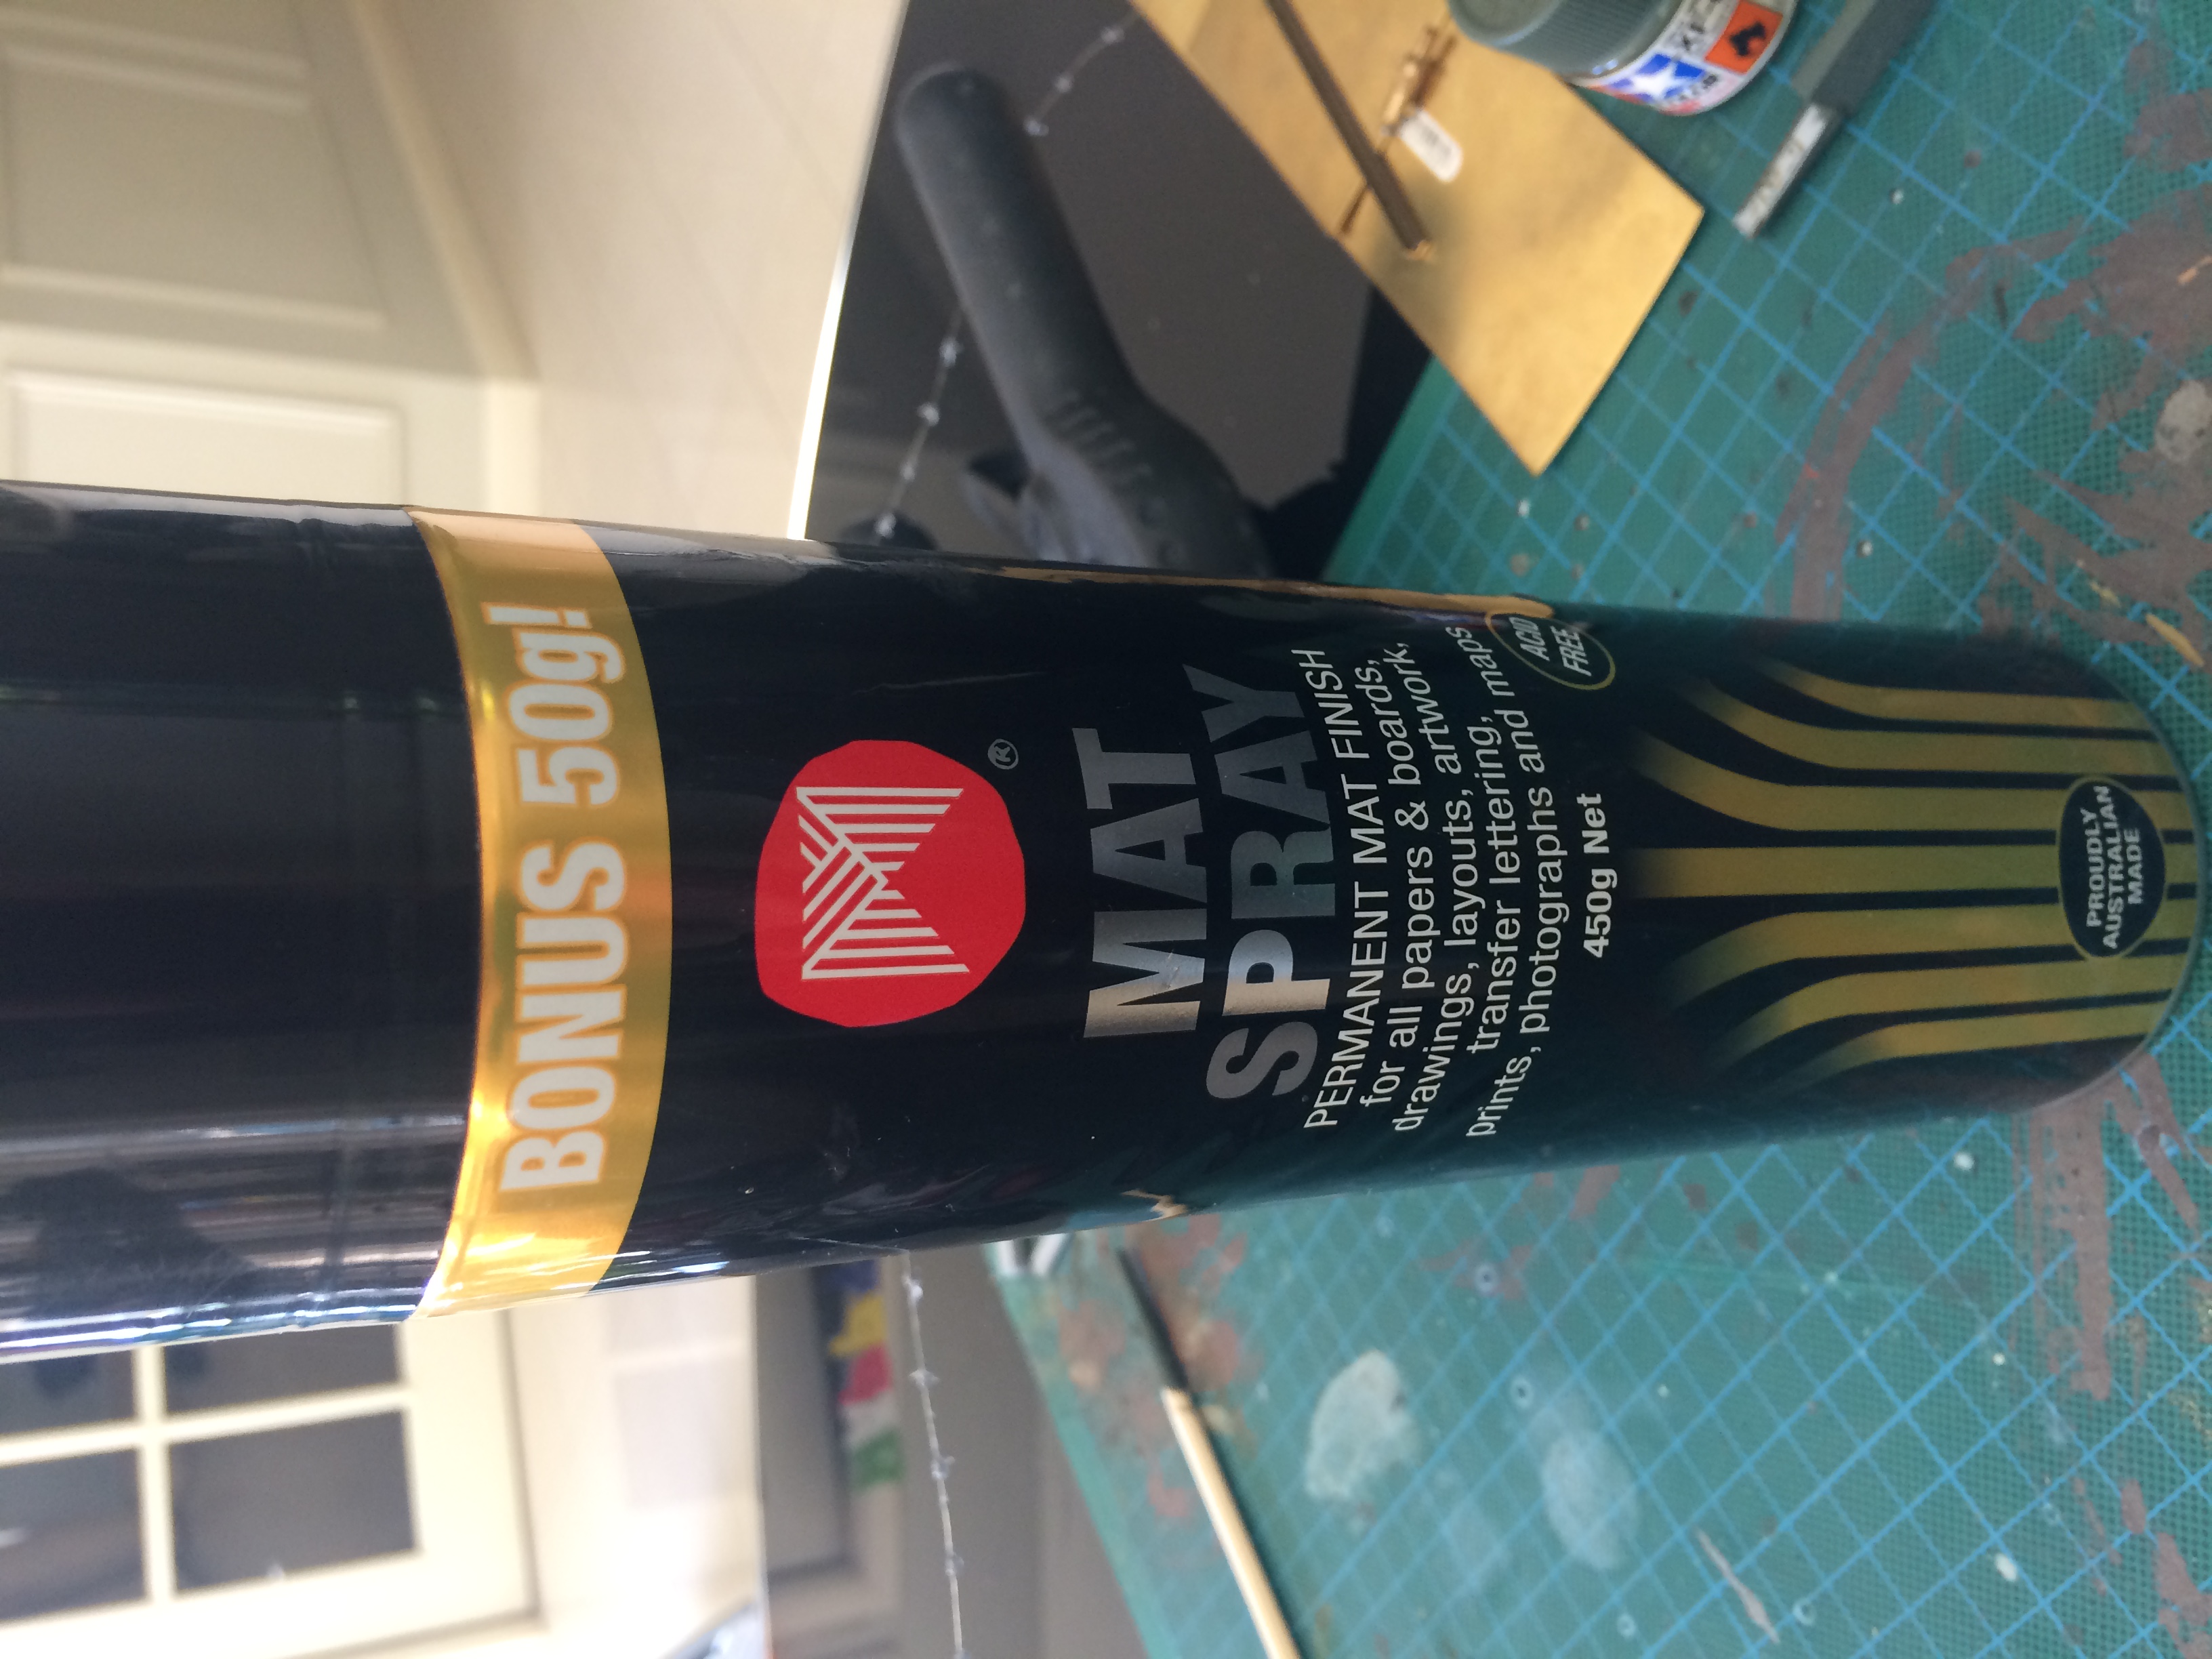 BONUS 50g!
®
MAT
SPRAY
PERMANENT MAT FINISH
for all papers & boards,
drawings, layouts, artwork,
transfer lettering, maps
prints, photographs and
ACID
FREE
450g Net
PROUDLY
AUSTRALIAN
MADE